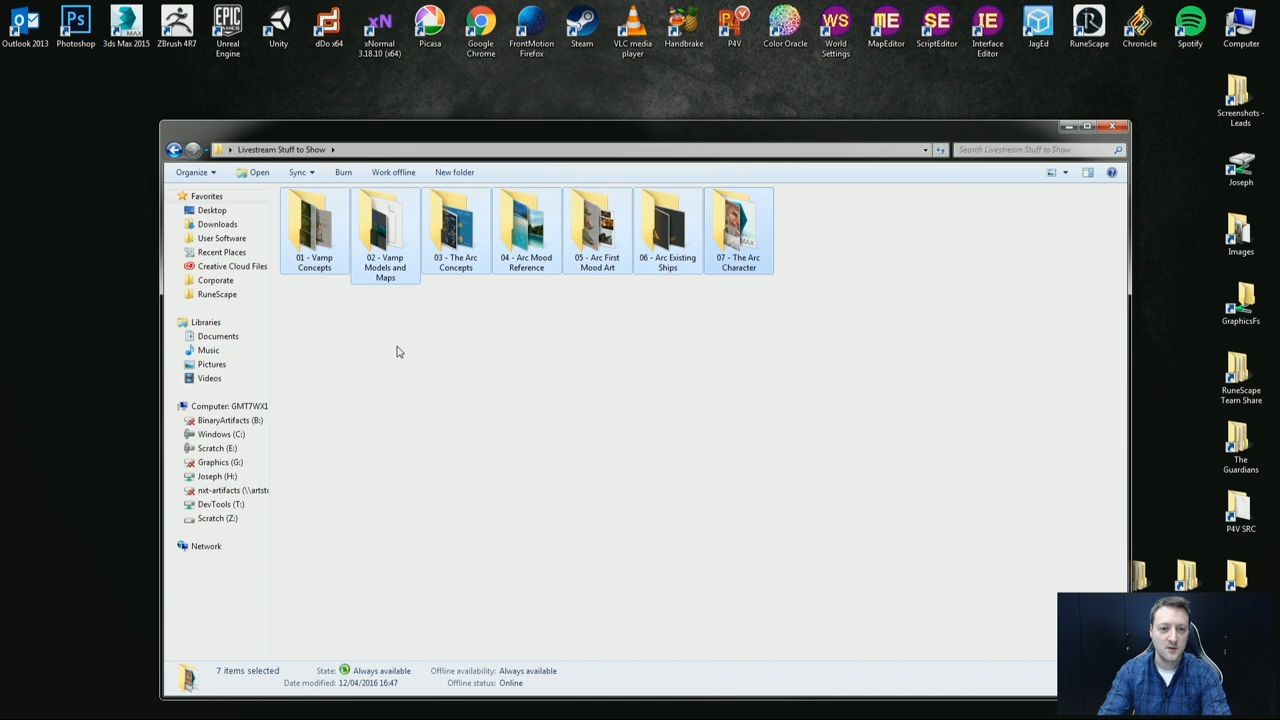 Outlook 2013
Photoshop
3ds Max 2015
ZBrush 4R7
Unreal
Engine
Unity
dDo x64
xNormal
3.18.10 (x64)
Picasa
Google
Chrome
FrontMotion
Firefox
Steam
VLC media
player
Handbrake
P4V
Color Oracle
World
Settings
MapEditor
ScriptEditor
Interface
Editor
JagEd
RuneScape
Chronicle
Spotify
Computer
Screenshots -
Leads
Joseph
Images
GraphicsFs
RuneScape
Team Share
The
Guardians
P4V SRC
Livestream Stuff to Show
Search Livestream Stuff to Show
Organize
Open
Sync
Burn
Work offline
New folder
Favorites
Desktop
Downloads
User Software
Recent Places
Creative Cloud Files
Corporate
RuneScape
Libraries
Documents
Music
Pictures
Videos
Computer: GMT7WX1
BinaryArtifacts (B:)
Windows (C:)
Scratch (E:)
Graphics (G:)
Joseph (H:)
nxt-artifacts (\\artsto
DevTools (T:)
Scratch (Z:)
Network
01 - Vamp
Concepts
02 - Vamp
Models and
Maps
03 - The Arc
Concepts
04 - Arc Mood
Reference
05 - Arc First
Mood Art
06 - Arc Existing
Ships
07 - The Arc
Character
7 items selected
State: Always available
Date modified: 12/04/2016 16:47
Offline availability: Always available
Offline status: Online